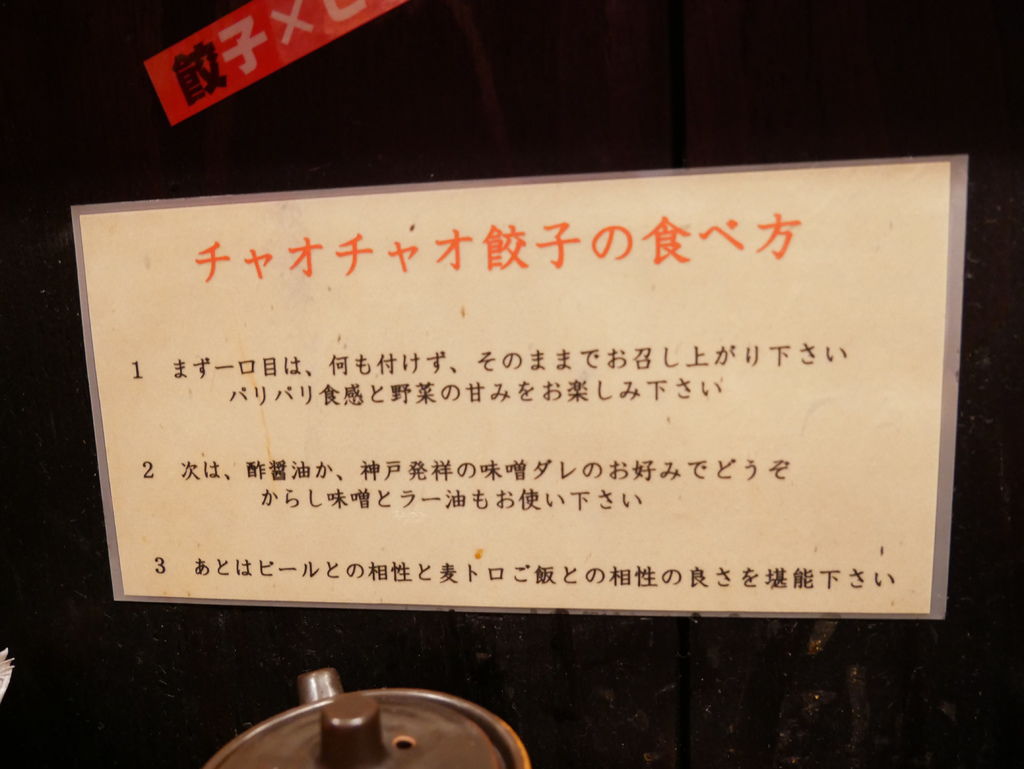 餃子×ビ
チャオチャオ餃子の食べ方
1 まず一口目は、何も付けず、そのままでお召し上がり下さい
パリパリ食感と野菜の甘みをお楽しみ下さい
2 次は、酢醤油か、神戸発祥の味噌ダレのお好みでどうぞ
からし味噌とラー油もお使い下さい
3 あとはビールとの相性と麦トロご飯との相性の良さを堪能下さい